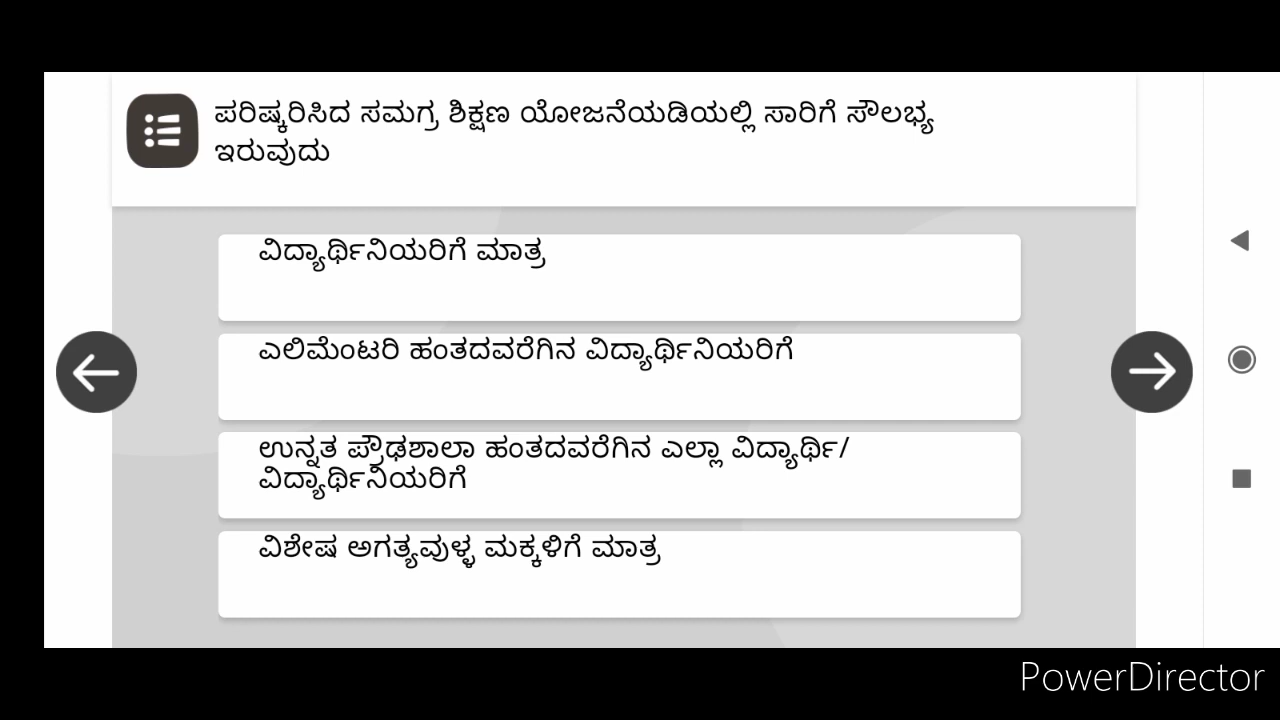 ಪರಿಷ್ಕರಿಸಿದ ಸಮಗ್ರ ಶಿಕ್ಷಣ ಯೋಜನೆಯಡಿಯಲ್ಲಿ ಸಾರಿಗೆ ಸೌಲಭ್ಯ
ಇರುವುದು
ವಿದ್ಯಾರ್ಥಿನಿಯರಿಗೆ ಮಾತ್ರ
ಎಲಿಮೆಂಟರಿ ಹಂತದವರೆಗಿನ ವಿದ್ಯಾರ್ಥಿನಿಯರಿಗೆ
ಉನ್ನತ ಪ್ರೌಢಶಾಲಾ ಹಂತದವರೆಗಿನ ಎಲ್ಲಾ ವಿದ್ಯಾರ್ಥಿ/
ವಿದ್ಯಾರ್ಥಿನಿಯರಿಗೆ
ವಿಶೇಷ ಅಗತ್ಯವುಳ್ಳ ಮಕ್ಕಳಿಗೆ ಮಾತ್ರ
PowerDirector